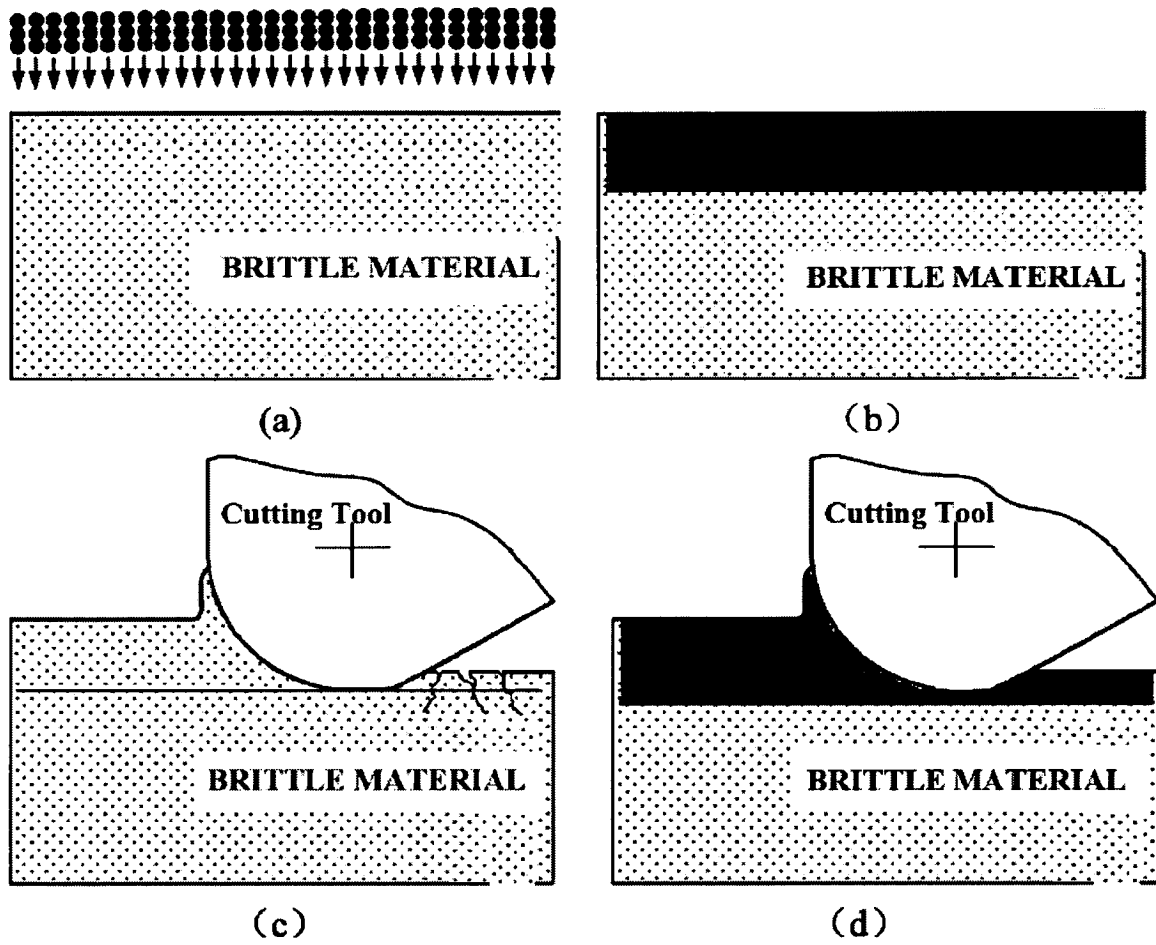 BRITTLE MATERIAL
BRITTLE MATERIAL
(a)
（b）
Cutting Tool
Cutting Tool
BRITTLE MATERIAL
BRITTLE MATERIAL
（c）
（d）